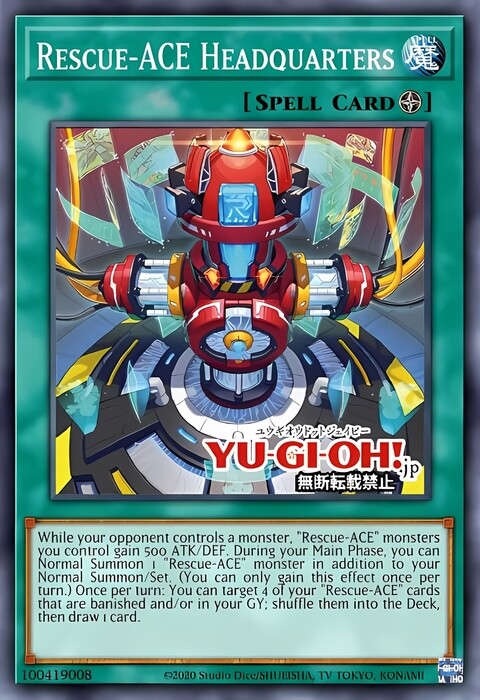 RESCUE-ACE HEADQUARTERS 魔
[SPELL CARD]
ユウギオウドットジェイピー
YU-GI-OH!.jp
無断転載禁止
While your opponent controls a monster, "Rescue-ACE" monsters
you control gain 500 ATK/DEF. During your Main Phase, you can
Normal Summon 1 "Rescue-ACE" monster in addition to your
Normal Summon/Set. (You can only gain this effect once per
turn.) Once per turn: You can target 4 of your "Rescue-ACE" cards
that are banished and/or in your GY; shuffle them into the Deck,
then draw 1 card.
100419008 ©2020 Studio Dice/SHUEISHA, TV TOKYO, KONAMI